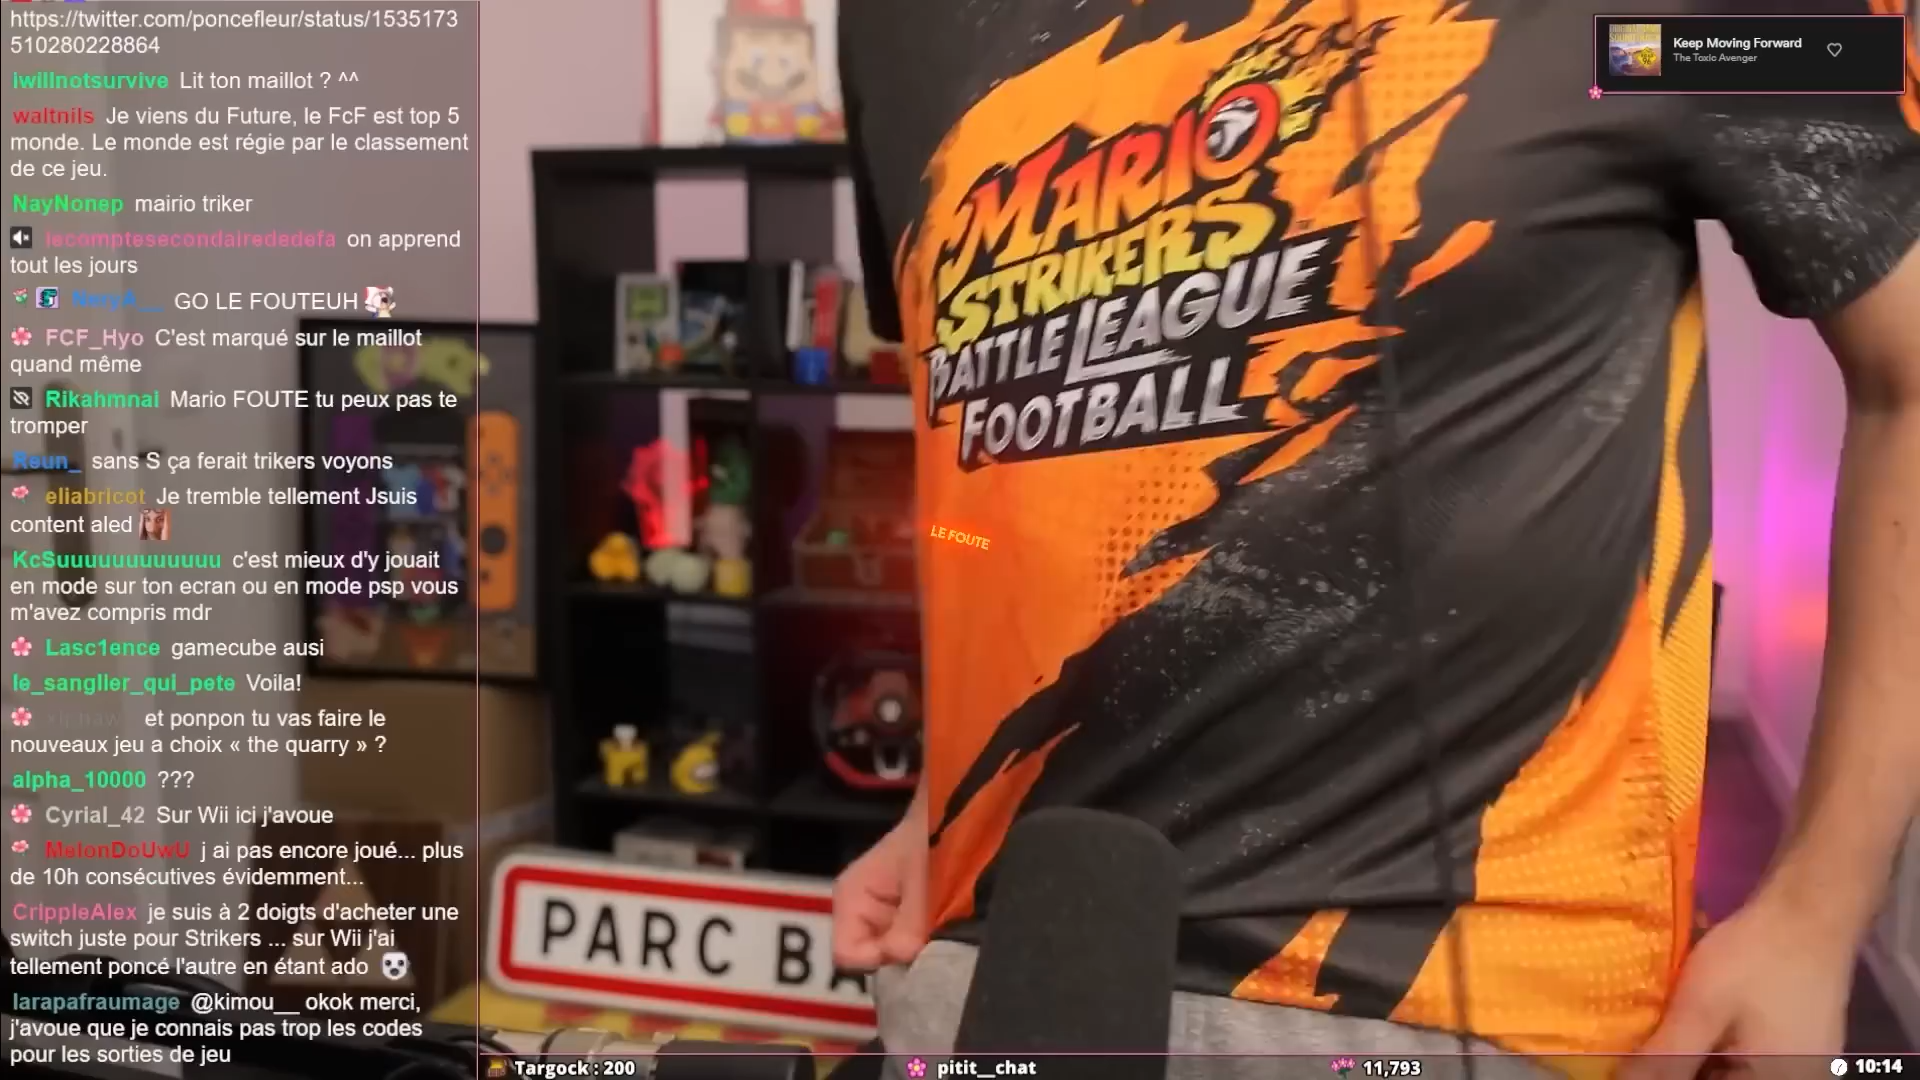 https://twitter.com/poncefleur/status/1535173
510280228864
iwillnotsurvive Lit ton maillot ? ^^
waltnils Je viens du Future, le FcF est top 5
monde. Le monde est régie par le classement
de ce jeu.
NayNonep mairio triker
lecomptesecondairededefa on apprend
tout les jours
GO LE FOUTEUH
FCF_Hyo C'est marqué sur le maillot
quand même
Rikahmnal Mario FOUTE tu peux pas te
tromper
Reun_ sans S ça ferait trikers voyons
eliabricot Je tremble tellement Jsuis
content aled
KcSuuuuuuuuuuuu c'est mieux d'y jouait
en mode sur ton ecran ou en mode psp vous
m'avez compris mdr
Lasc1ence gamecube ausi
le_sanglier_qui_pete Voila!
et ponpon tu vas faire le
nouveaux jeu a choix « the quarry » ?
alpha_10000 ???
Cyrial_42 Sur Wii ici j'avoue
MelonDoUwU j ai pas encore joué... plus
de 10h consécutives évidemment...
CrippleAlex je suis à 2 doigts d'acheter une
switch juste pour Strikers ... sur Wii j'ai
tellement poncé l'autre en étant ado
larapafraumage @kimou__ okok merci,
j'avoue que je connais pas trop les codes
pour les sorties de jeu
Keep Moving Forward
The Toxic Avenger
MARIO
STRIKERS
BATTLE LEAGUE
FOOTBALL
LE FOUTE
PARC BA
Targock : 200
pitit__chat
11,793
10:14